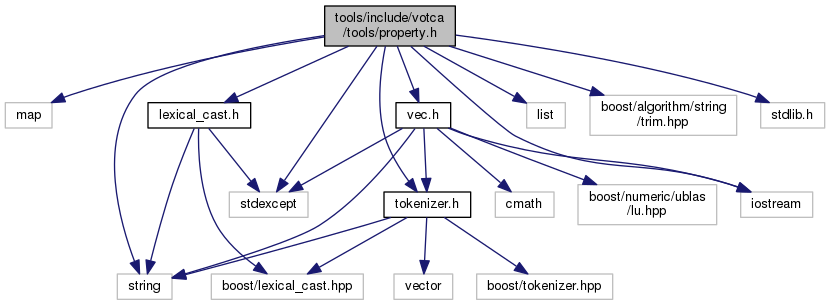 tools/include/votca
/tools/property.h
map
lexical_cast.h
vec.h
list
boost/algorithm/string
/trim.hpp
stdlib.h
stdexcept
tokenizer.h
cmath
boost/numeric/ublas
/lu.hpp
iostream
string
boost/lexical_cast.hpp
vector
boost/tokenizer.hpp